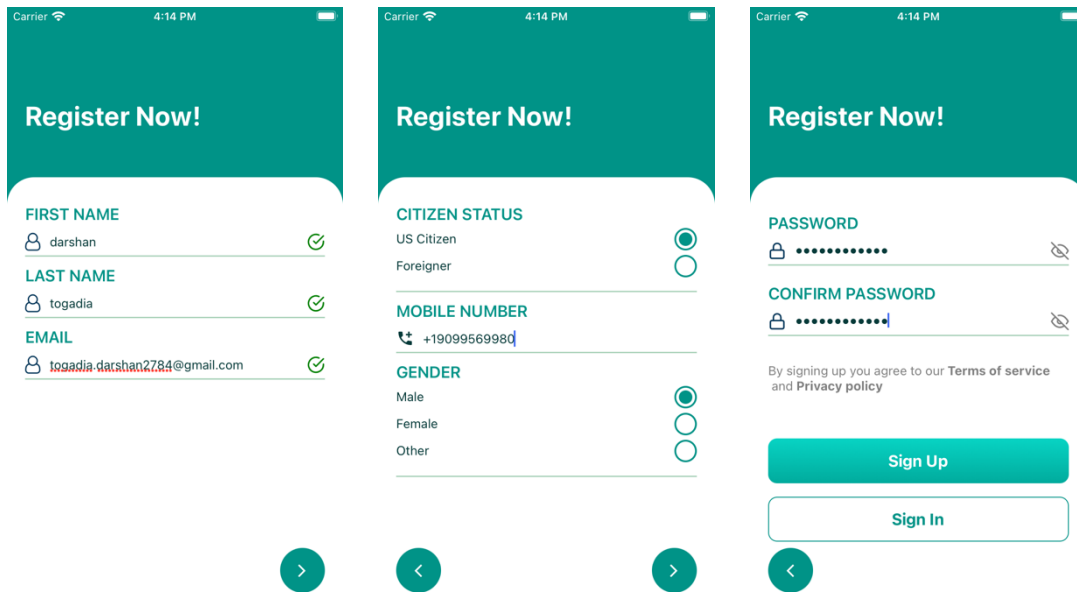 Carrier 4:14 PM
Register Now!
FIRST NAME
darshan
LAST NAME
togadia
EMAIL
togadia.darshan2784@gmail.com
Carrier 4:14 PM
Register Now!
CITIZEN STATUS
US Citizen
Foreigner
MOBILE NUMBER
+19099569980
GENDER
Male
Female
Other
Carrier 4:14 PM
Register Now!
PASSWORD
••••••••••••
CONFIRM PASSWORD
••••••••••••
By signing up you agree to our Terms of service
and Privacy policy
Sign Up
Sign In